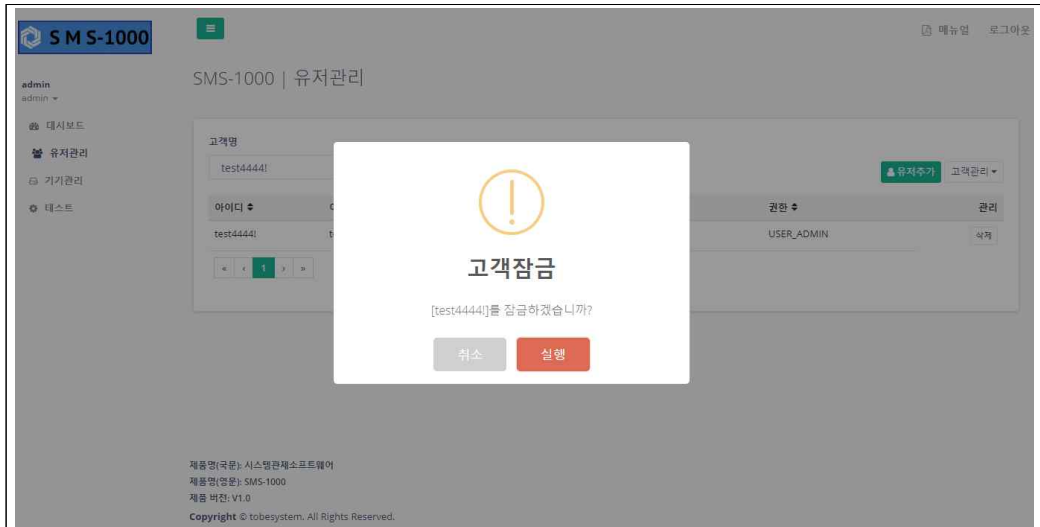 S M S-1000
메뉴얼
로그아웃
admin
admin
SMS-1000 | 유저관리
대시보드
유저관리
기기관리
테스트
고객명
test4444!
유저추가
고객관리
아이디
권한
관리
test4444!
USER_ADMIN
삭제
« ‹ 1 › »
고객잠금
[test4444!]를 잠금하겠습니까?
취소
실행
제품명(국문): 시스템관제소프트웨어
제품명(영문): SMS-1000
제품 버전: V1.0
Copyright © tobesystem. All Rights Reserved.